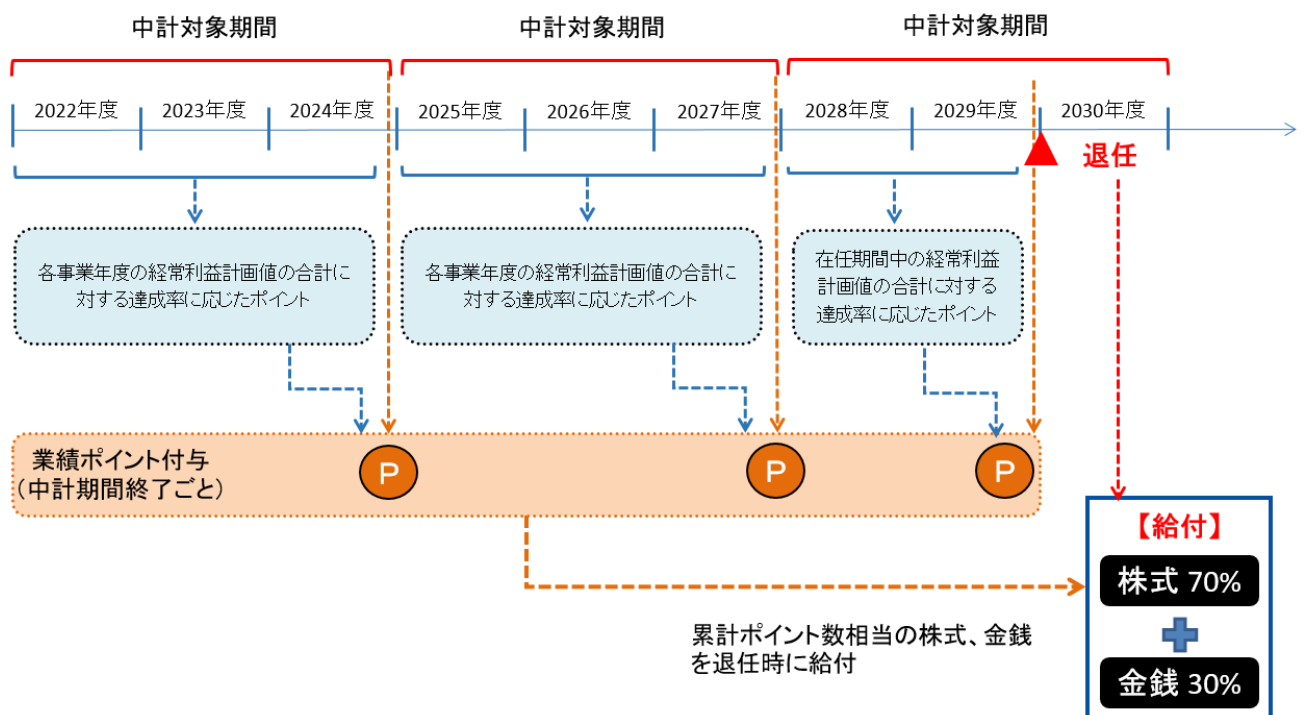 中計対象期間
中計対象期間
中計対象期間
2022年度
2023年度
2024年度
2025年度
2026年度
2027年度
2028年度
2029年度
2030年度
退任
各事業年度の経常利益計画値の合計に
対する達成率に応じたポイント
各事業年度の経常利益計画値の合計に
対する達成率に応じたポイント
在任期間中の経常利益
計画値の合計に対する
達成率に応じたポイント
業績ポイント付与
(中計期間終了ごと)
P
P
P
【給付】
株式 70%
金銭 30%
累計ポイント数相当の株式、金銭
を退任時に給付